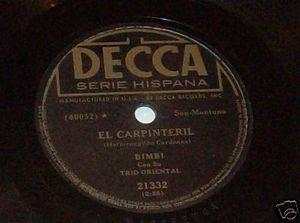 DECCA
SERIE HISPANA
MANUFACTURED IN U.S.A. BY DECCA RECORDS, INC.
(68052) ★ Son-Montuno
EL CARPINTERIL
BIMBI
Con Su
TRIO ORIENTAL
21332